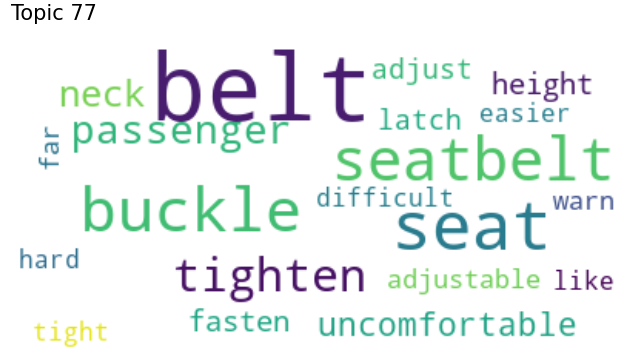 Topic 77
belt
adjust
height
neck
latch
easier
passenger
far
seatbelt
buckle
difficult
warn
seat
hard
tighten
adjustable
like
tight
fasten
uncomfortable